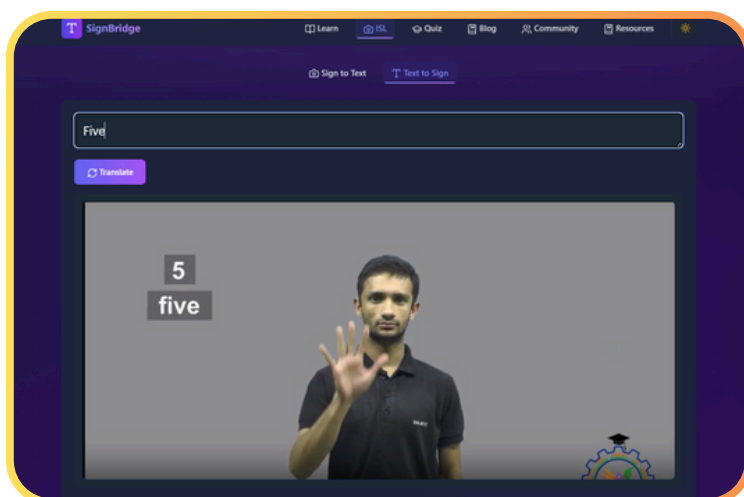 T SignBridge Learn ISL Quiz Blog Community Resources
Sign to Text T Text to Sign
Five
Translate
5
five